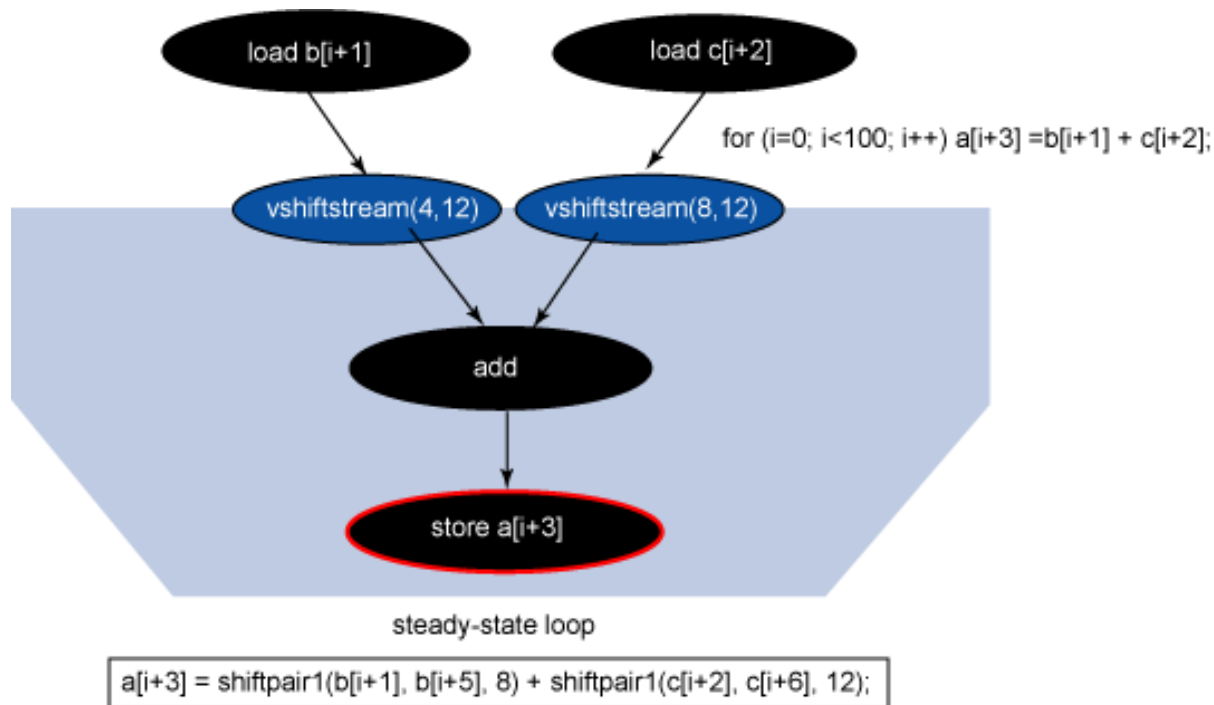 load b[i+1]
load c[i+2]
for (i=0; i<100; i++) a[i+3] =b[i+1] + c[i+2];
vshiftstream(4,12)
vshiftstream(8,12)
add
store a[i+3]
steady-state loop
a[i+3] = shiftpair1(b[i+1], b[i+5], 8) + shiftpair1(c[i+2], c[i+6], 12);